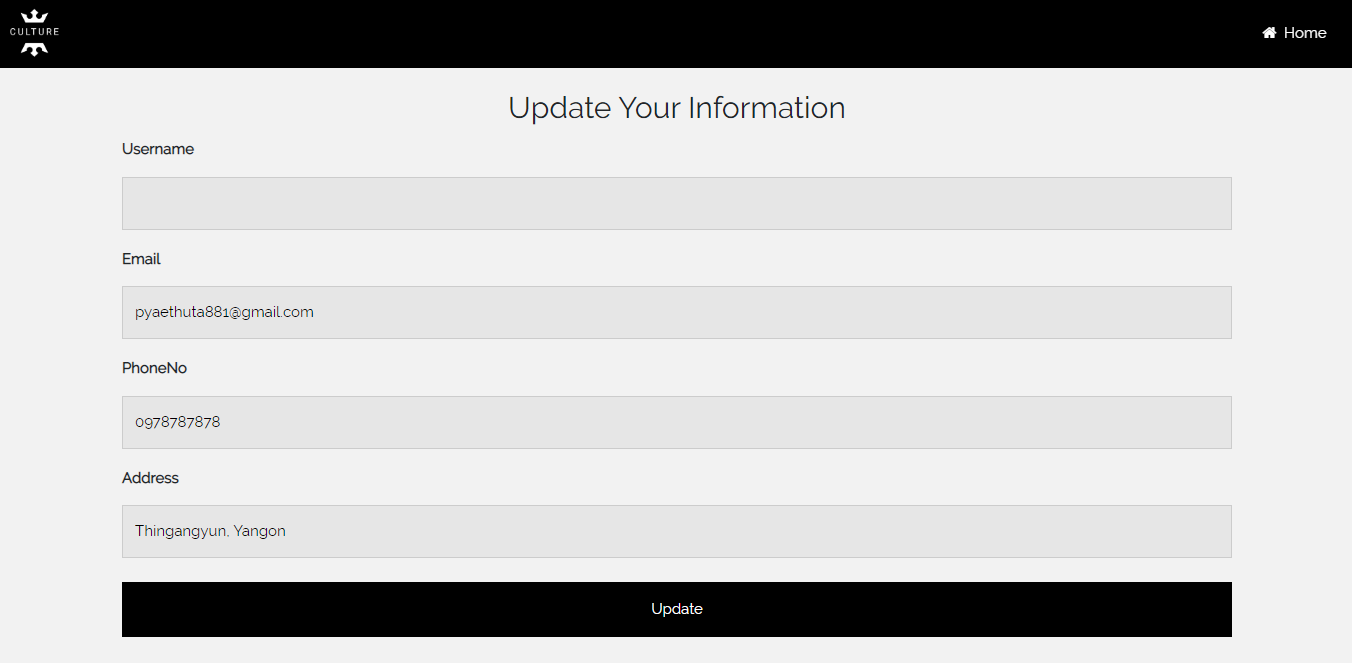 CULTURE
Home
Update Your Information
Username
Email
pyaethuta881@gmail.com
PhoneNo
0978787878
Address
Thingangyun, Yangon
Update